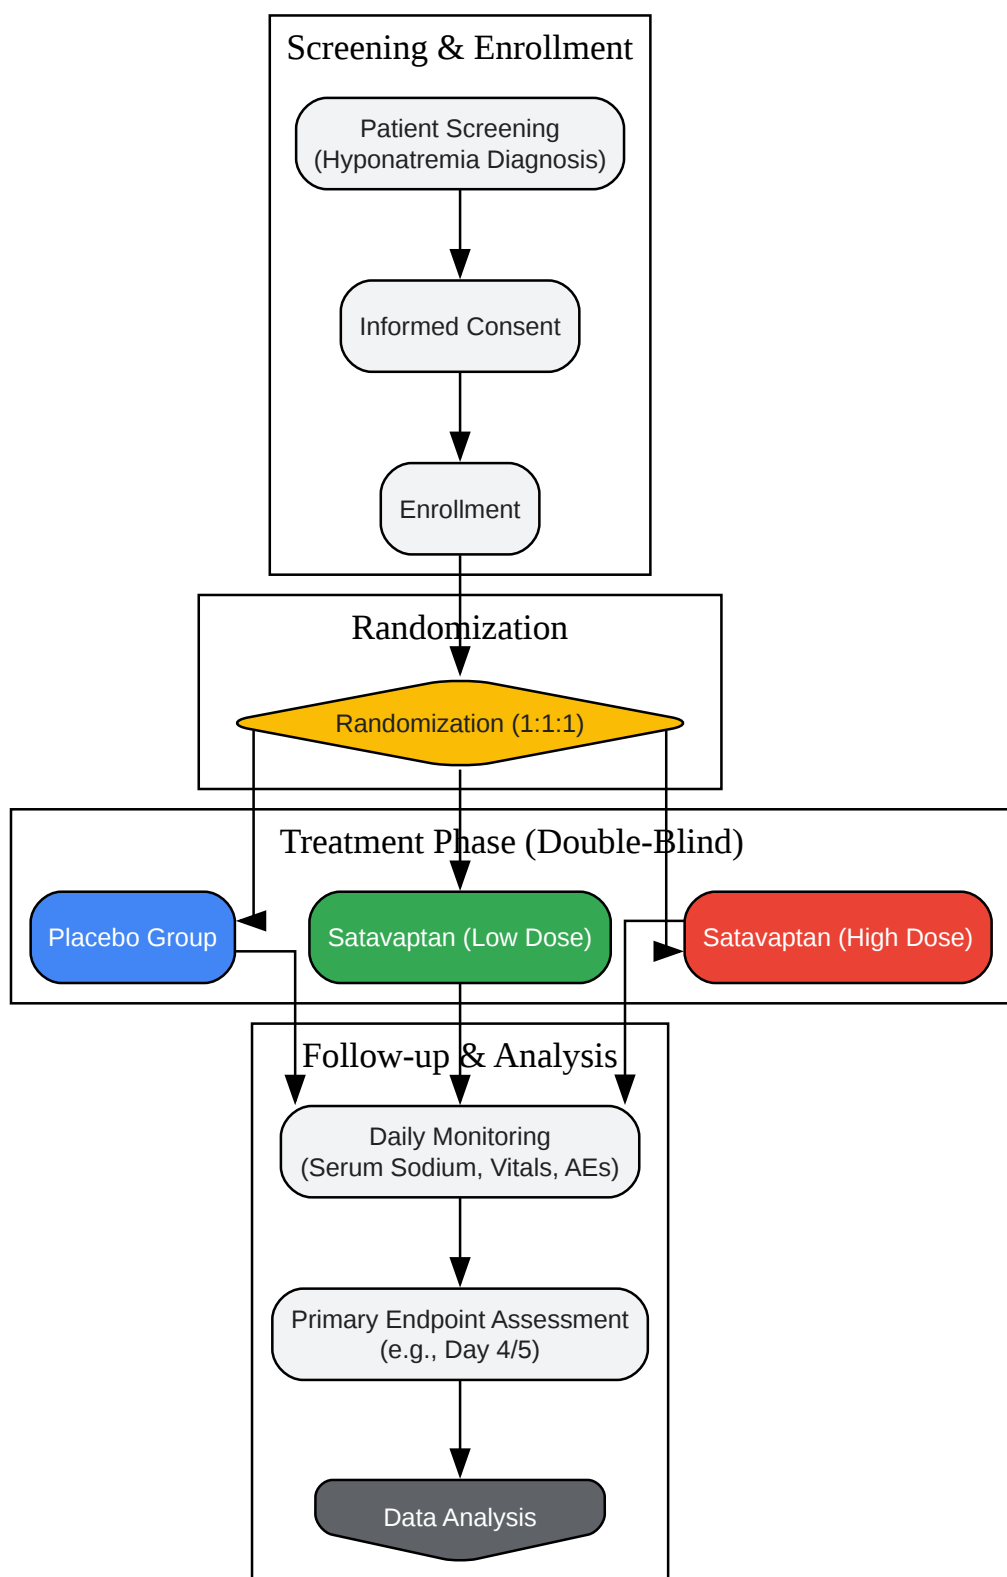 Screening & Enrollment
Patient Screening
(Hyponatremia Diagnosis)
Informed Consent
Enrollment
Randomization
Randomization (1:1:1)
Treatment Phase (Double-Blind)
Placebo Group
Satavaptan (Low Dose)
Satavaptan (High Dose)
Follow-up & Analysis
Daily Monitoring
(Serum Sodium, Vitals, AEs)
Primary Endpoint Assessment
(e.g., Day 4/5)
Data Analysis